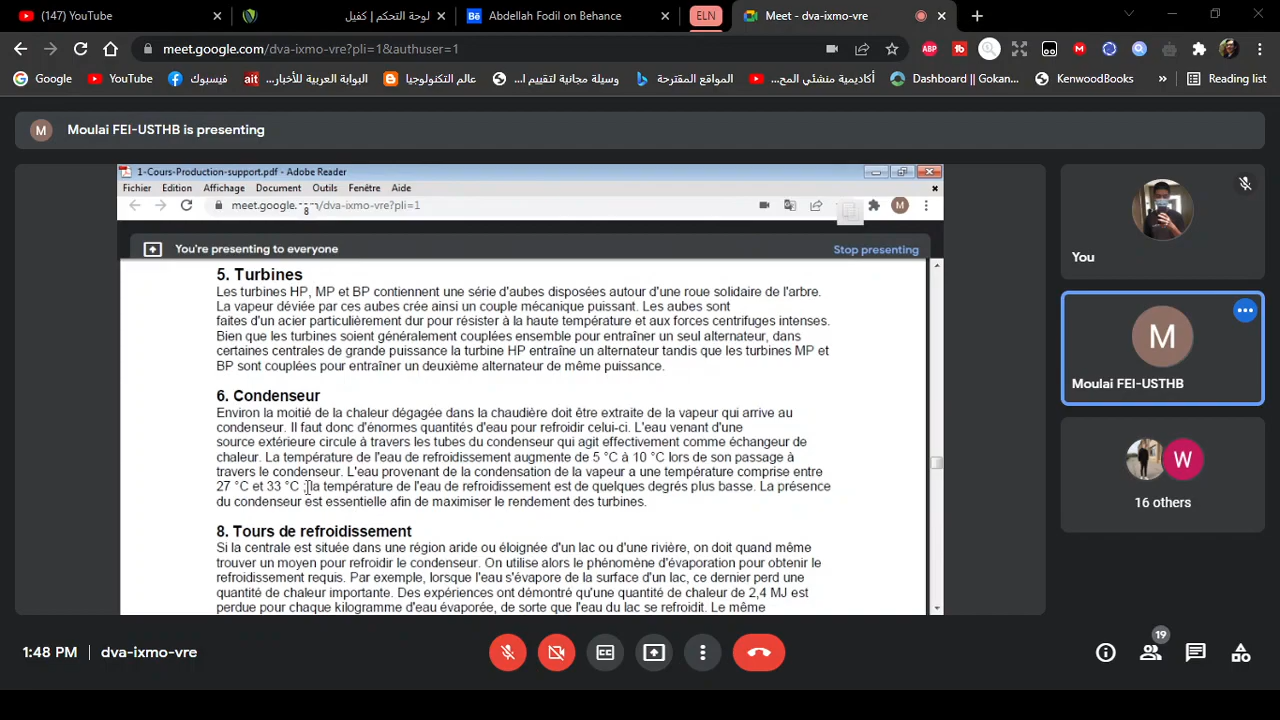 (147) YouTube
لوحة التحكم | كفيل
Bē Abdellah Fodil on Behance
ELN
Meet - dva-ixmo-vre
meet.google.com/dva-ixmo-vre?pli=1&authuser=1
ABP
M
Google
YouTube
فيسبوك
ait البوابة العربية للأخبار...
عالم التكنولوجيا
وسيلة مجانية لتقييم ا...
المواقع المقترحة
أكاديمية منشئي المح...
Dashboard || Gokan...
KenwoodBooks
»
Reading list
M Moulai FEI-USTHB is presenting
1-Cours-Production-support.pdf - Adobe Reader
Fichier Edition Affichage Document Outils Fenêtre Aide
meet.google.com/dva-ixmo-vre?pli=1
8
M
You're presenting to everyone
Stop presenting
5. Turbines
Les turbines HP, MP et BP contiennent une série d'aubes disposées autour d'une roue solidaire de l'arbre.
La vapeur déviée par ces aubes crée ainsi un couple mécanique puissant. Les aubes sont
faites d'un acier particulièrement dur pour résister à la haute température et aux forces centrifuges intenses.
Bien que les turbines soient généralement couplées ensemble pour entraîner un seul alternateur, dans
certaines centrales de grande puissance la turbine HP entraîne un alternateur tandis que les turbines MP et
BP sont couplées pour entraîner un deuxième alternateur de même puissance.
6. Condenseur
Environ la moitié de la chaleur dégagée dans la chaudière doit être extraite de la vapeur qui arrive au
condenseur. Il faut donc d'énormes quantités d'eau pour refroidir celui-ci. L'eau venant d'une
source extérieure circule à travers les tubes du condenseur qui agit effectivement comme échangeur de
chaleur. La température de l'eau de refroidissement augmente de 5 °C à 10 °C lors de son passage à
travers le condenseur. L'eau provenant de la condensation de la vapeur a une température comprise entre
27 °C et 33 °C ; la température de l'eau de refroidissement est de quelques degrés plus basse. La présence
du condenseur est essentielle afin de maximiser le rendement des turbines.
8. Tours de refroidissement
Si la centrale est située dans une région aride ou éloignée d'un lac ou d'une rivière, on doit quand même
trouver un moyen pour refroidir le condenseur. On utilise alors le phénomène d'évaporation pour obtenir le
refroidissement requis. Par exemple, lorsque l'eau s'évapore de la surface d'un lac, ce dernier perd une
quantité de chaleur importante. Des expériences ont démontré qu'une quantité de chaleur de 2,4 MJ est
perdue pour chaque kilogramme d'eau évaporée, de sorte que l'eau du lac se refroidit. Le même
You
M
Moulai FEI-USTHB
W
16 others
1:48 PM | dva-ixmo-vre
CC
19